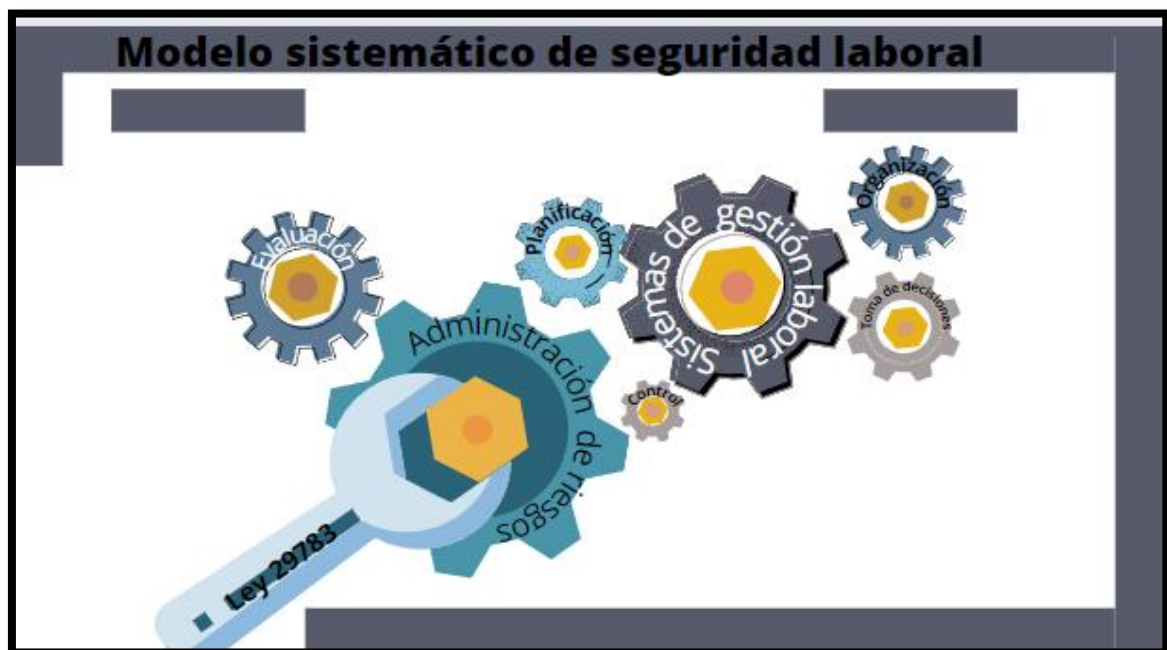 Modelo sistemático de seguridad laboral
Organización
Planificación
Sistemas de gestión laboral
Evaluación
Toma de decisiones
Administración de riesgos
Control
Ley 29783